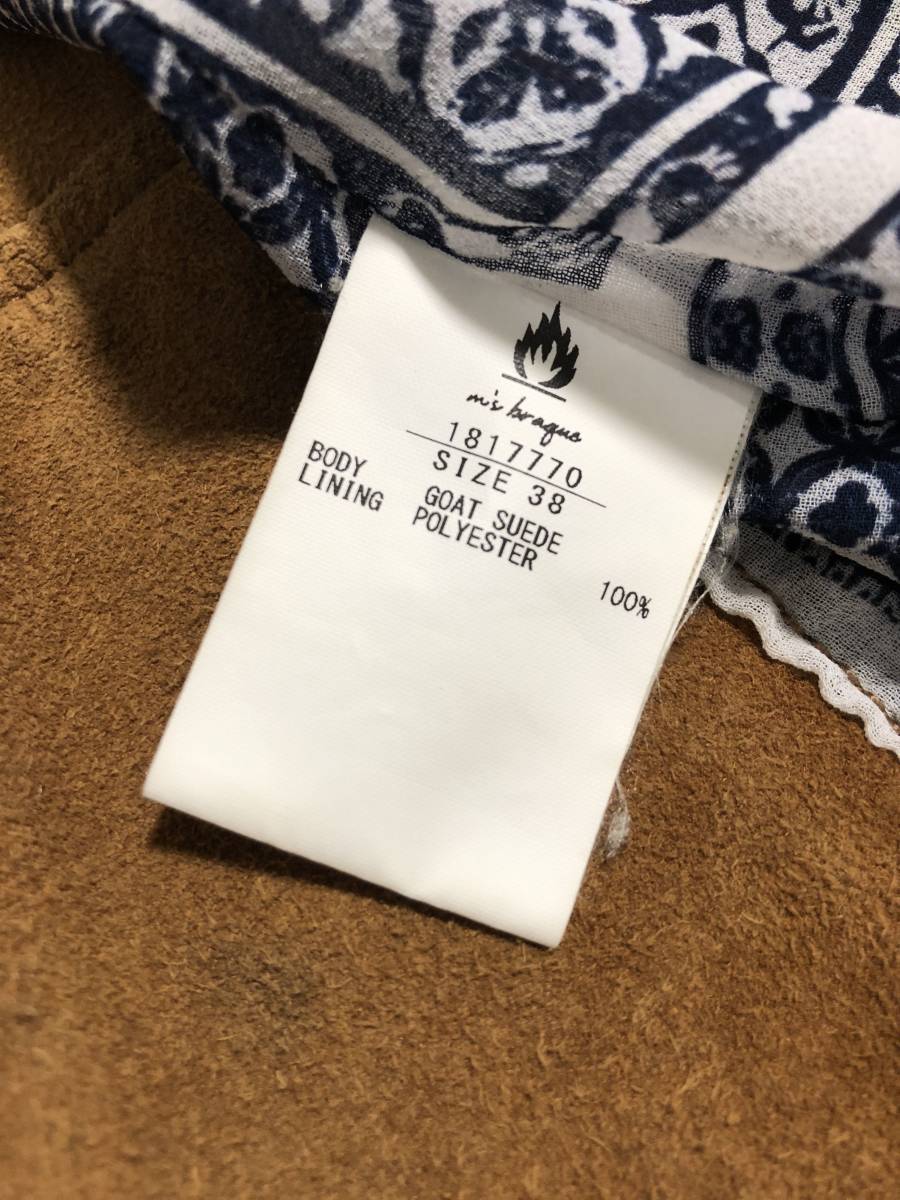 m's braque
1817770
SIZE 38
BODY GOAT SUEDE
LINING POLYESTER 100%